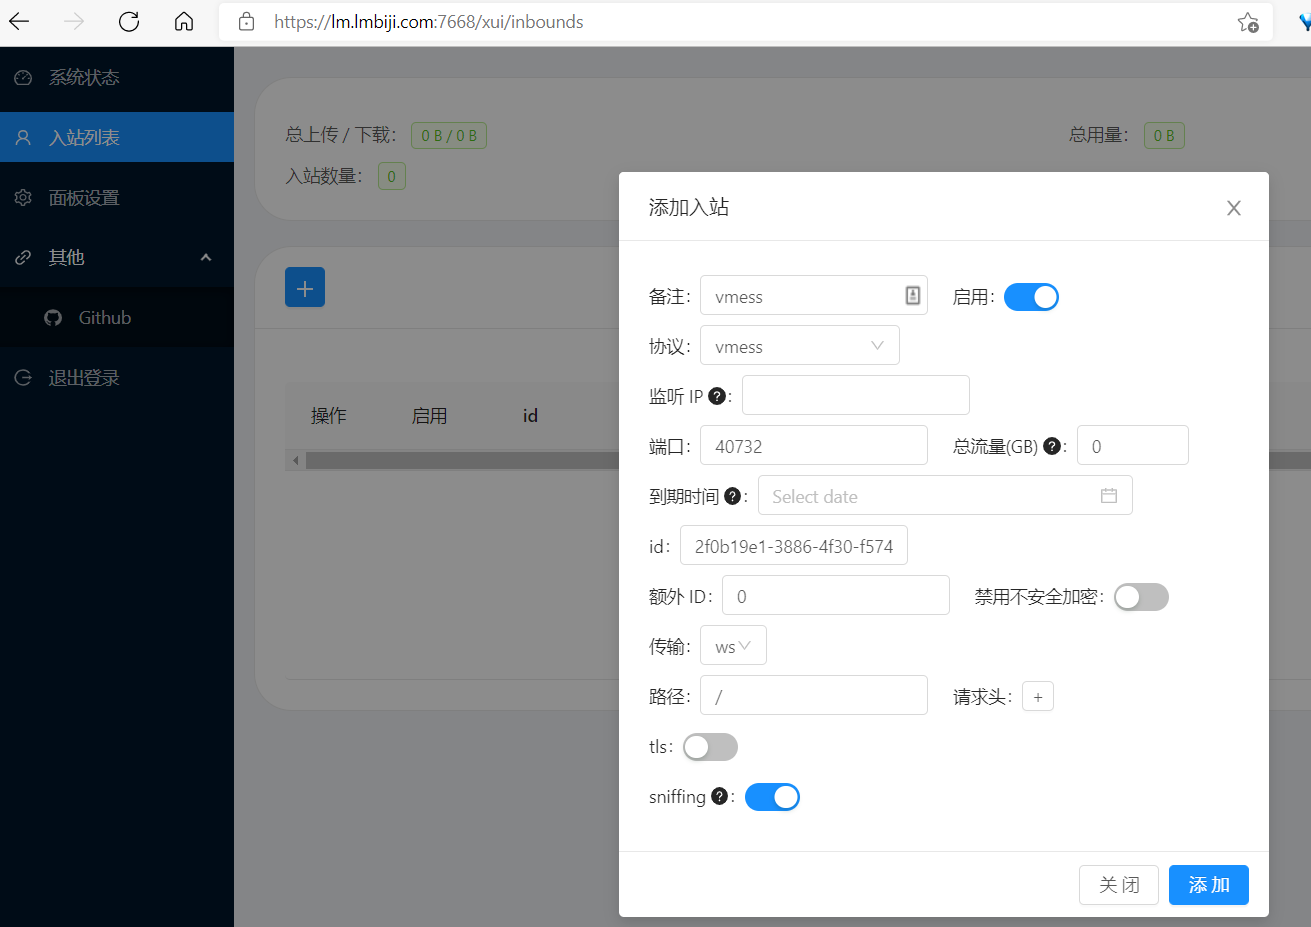 https://lm.lmbiji.com:7668/xui/inbounds
系统状态
入站列表
面板设置
其他
Github
退出登录
总上传 / 下载: 0 B / 0 B
总用量: 0 B
入站数量: 0
操作 启用 id
添加入站
备注: vmess 启用:
协议: vmess
监听 IP ? :
端口: 40732 总流量(GB) ? : 0
到期时间 ? : Select date
id: 2f0b19e1-3886-4f30-f574
额外 ID: 0 禁用不安全加密:
传输: ws
路径: / 请求头: +
tls:
sniffing ? :
关 闭 添 加